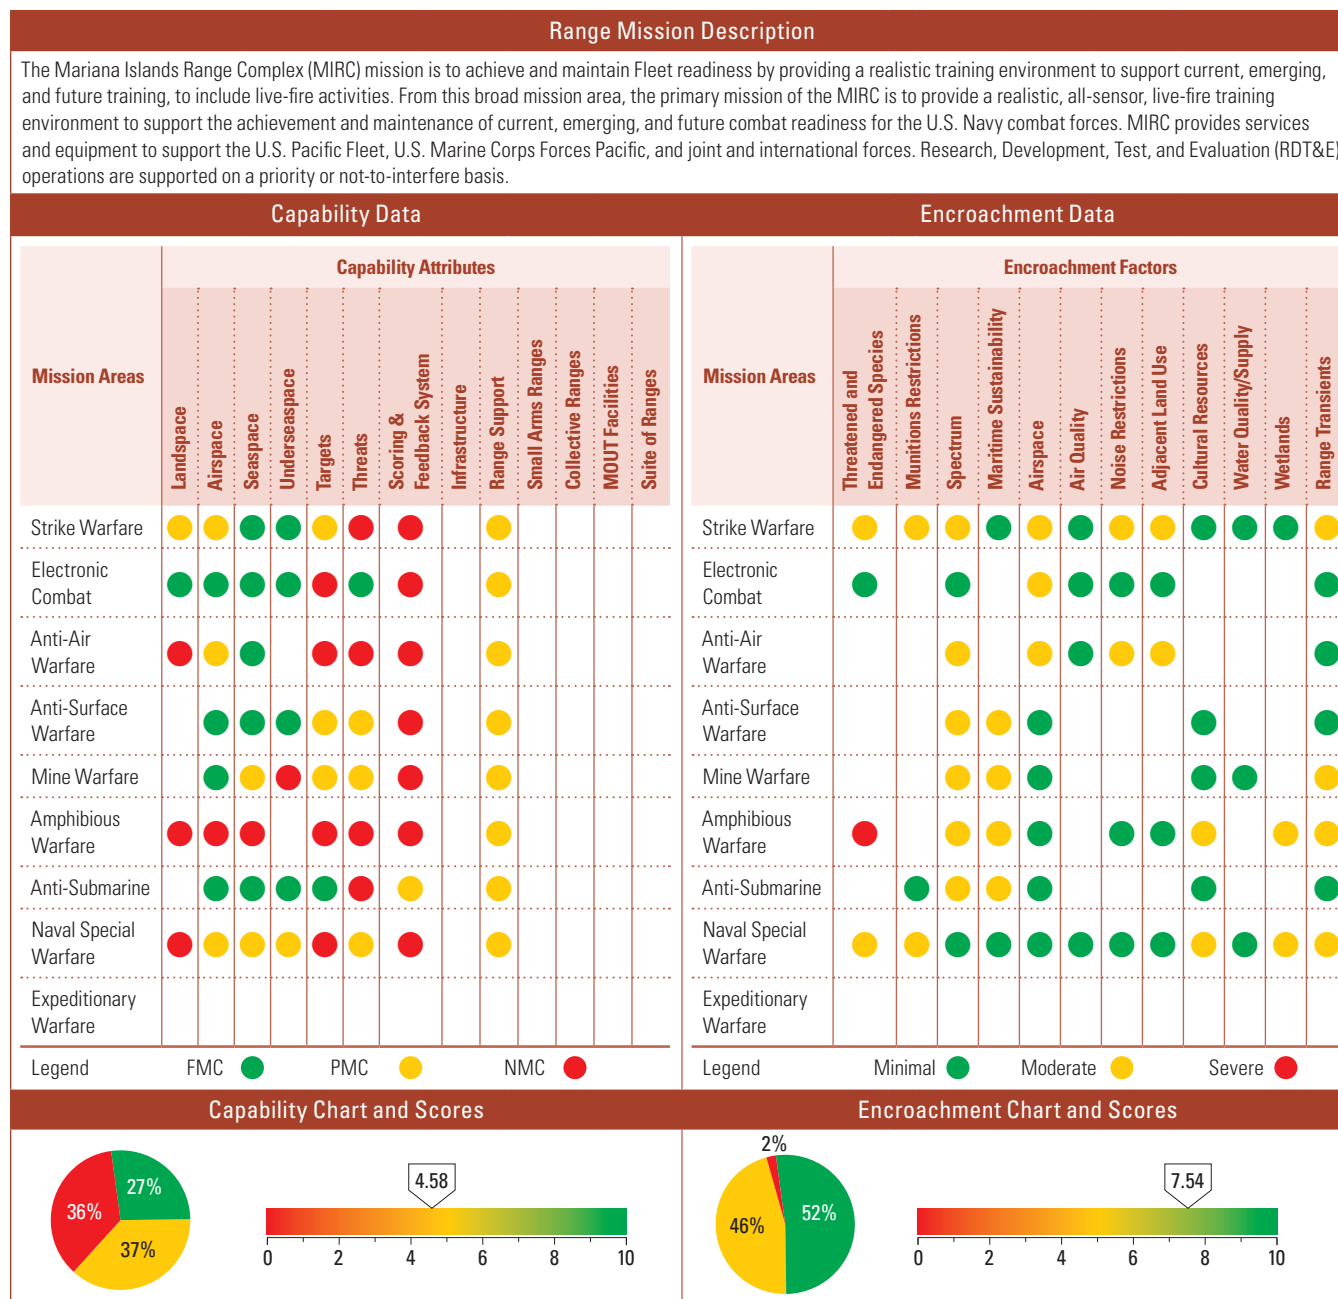 Range Mission Description
The Mariana Islands Range Complex (MIRC) mission is to achieve and maintain Fleet readiness by providing a realistic training environment to support current, emerging,
and future training, to include live-fire activities. From this broad mission area, the primary mission of the MIRC is to provide a realistic, all-sensor, live-fire training
environment to support the achievement and maintenance of current, emerging, and future combat readiness for the U.S. Navy combat forces. MIRC provides services
and equipment to support the U.S. Pacific Fleet, U.S. Marine Corps Forces Pacific, and joint and international forces. Research, Development, Test, and Evaluation (RDT&E)
operations are supported on a priority or not-to-interfere basis.
Capability Data
Mission Areas
Capability Attributes
Landspace
Airspace
Seaspace
Underseaspace
Targets
Threats
Scoring &
Feedback System
Infrastructure
Range Support
Small Arms Ranges
Collective Ranges
MOUT Facilities
Suite of Ranges
Strike Warfare
Electronic
Combat
Anti-Air
Warfare
Anti-Surface
Warfare
Mine Warfare
Amphibious
Warfare
Anti-Submarine
Naval Special
Warfare
Expeditionary
Warfare
Legend
FMC
PMC
NMC
Encroachment Data
Mission Areas
Encroachment Factors
Threatened and
Endangered Species
Munitions Restrictions
Spectrum
Maritime Sustainability
Airspace
Air Quality
Noise Restrictions
Adjacent Land Use
Cultural Resources
Water Quality/Supply
Wetlands
Range Transients
Strike Warfare
Electronic
Combat
Anti-Air
Warfare
Anti-Surface
Warfare
Mine Warfare
Amphibious
Warfare
Anti-Submarine
Naval Special
Warfare
Expeditionary
Warfare
Legend
Minimal
Moderate
Severe
Capability Chart and Scores
36%
27%
37%
4.58
0 2 4 6 8 10
Encroachment Chart and Scores
2%
46%
52%
7.54
0 2 4 6 8 10